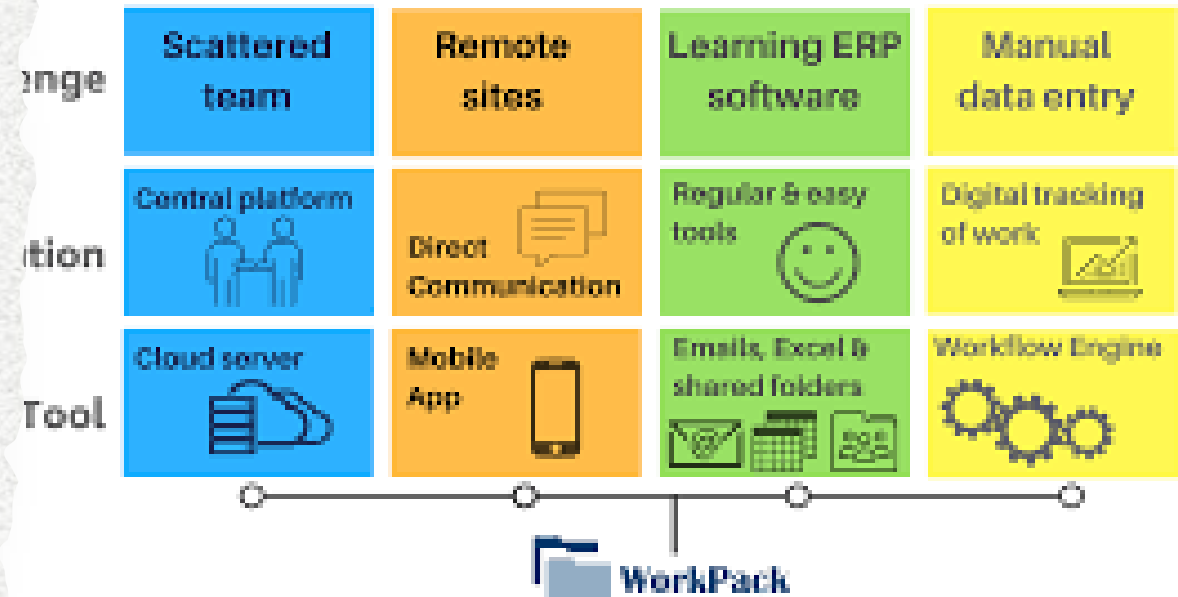 enge
Scattered
team
Remote
sites
Learning ERP
software
Manual
data entry
tion
Central platform
Direct
Communication
Regular & easy
tools
Digital tracking
of work
Tool
Cloud server
Mobile
App
Emails, Excel &
shared folders
Workflow Engine
WorkPack